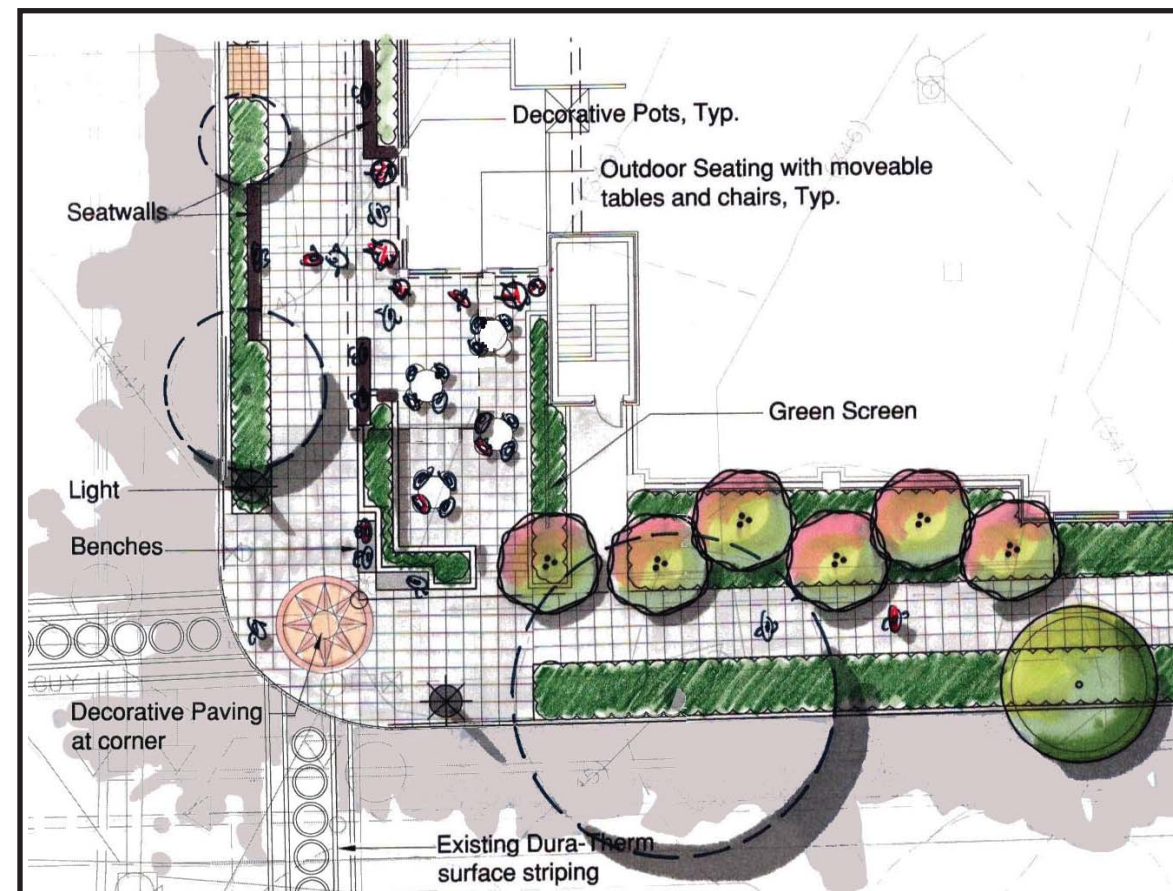 Decorative Pots, Typ.
Outdoor Seating with moveable
tables and chairs, Typ.
Seatwalls
Green Screen
Light
Benches
GUY
Decorative Paving
at corner
Existing Dura-Therm
surface striping